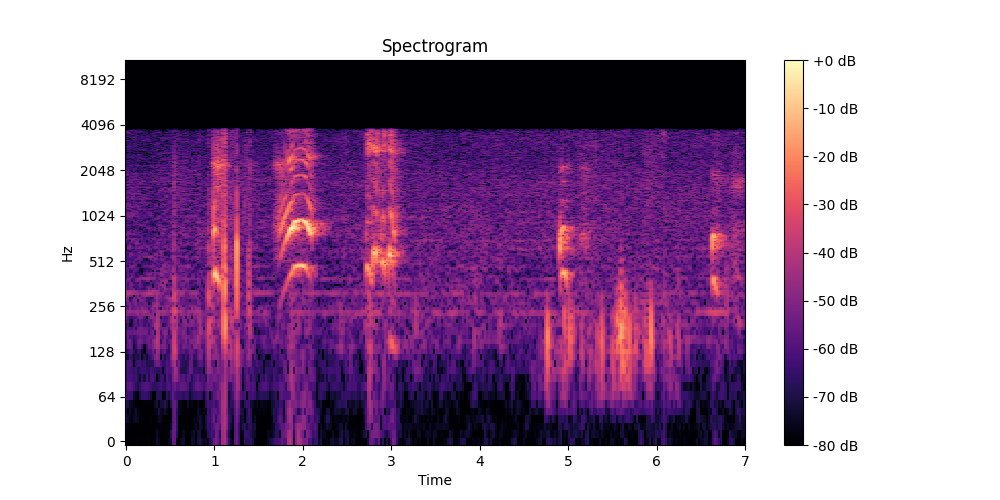 Spectrogram
8192
4096
2048
1024
512
256
128
64
0
Hz
0 1 2 3 4 5 6 7
Time
+0 dB
-10 dB
-20 dB
-30 dB
-40 dB
-50 dB
-60 dB
-70 dB
-80 dB